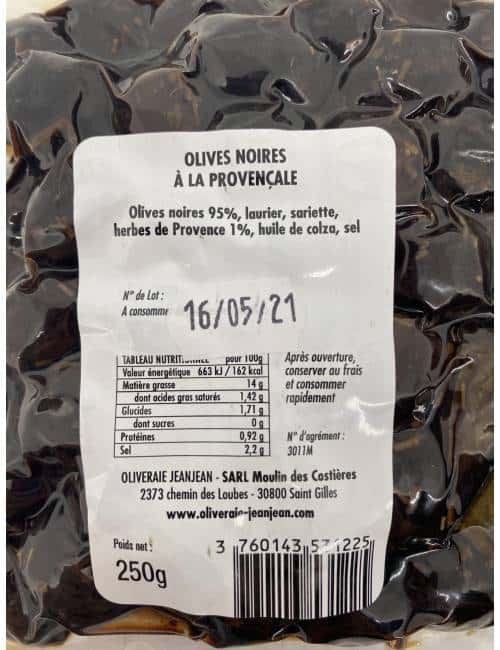 OLIVES NOIRES
À LA PROVENÇALE
Olives noires 95%, laurier, sariette,
herbes de Provence 1%, huile de colza, sel
N° de Lot :
A consomme
16/05/21
TABLEAU pour 100g
Valeur énergétique 663 kJ / 162 kcal
Matière grasse 14 g
dont acides gras saturés 1,42 g
Glucides 1,71 g
dont sucres 0 g
Protéines 0,92 g
Sel 2,2 g
Après ouverture,
conserver au frais
et consommer
rapidement
N° d'agrément :
3011M
OLIVERAIE JEANJEAN - SARL Moulin des Costières
2373 chemin des Loubes - 30800 Saint Gilles
www.oliveraie-jeanjean.com
Poids net :
250g
3 760143 531225